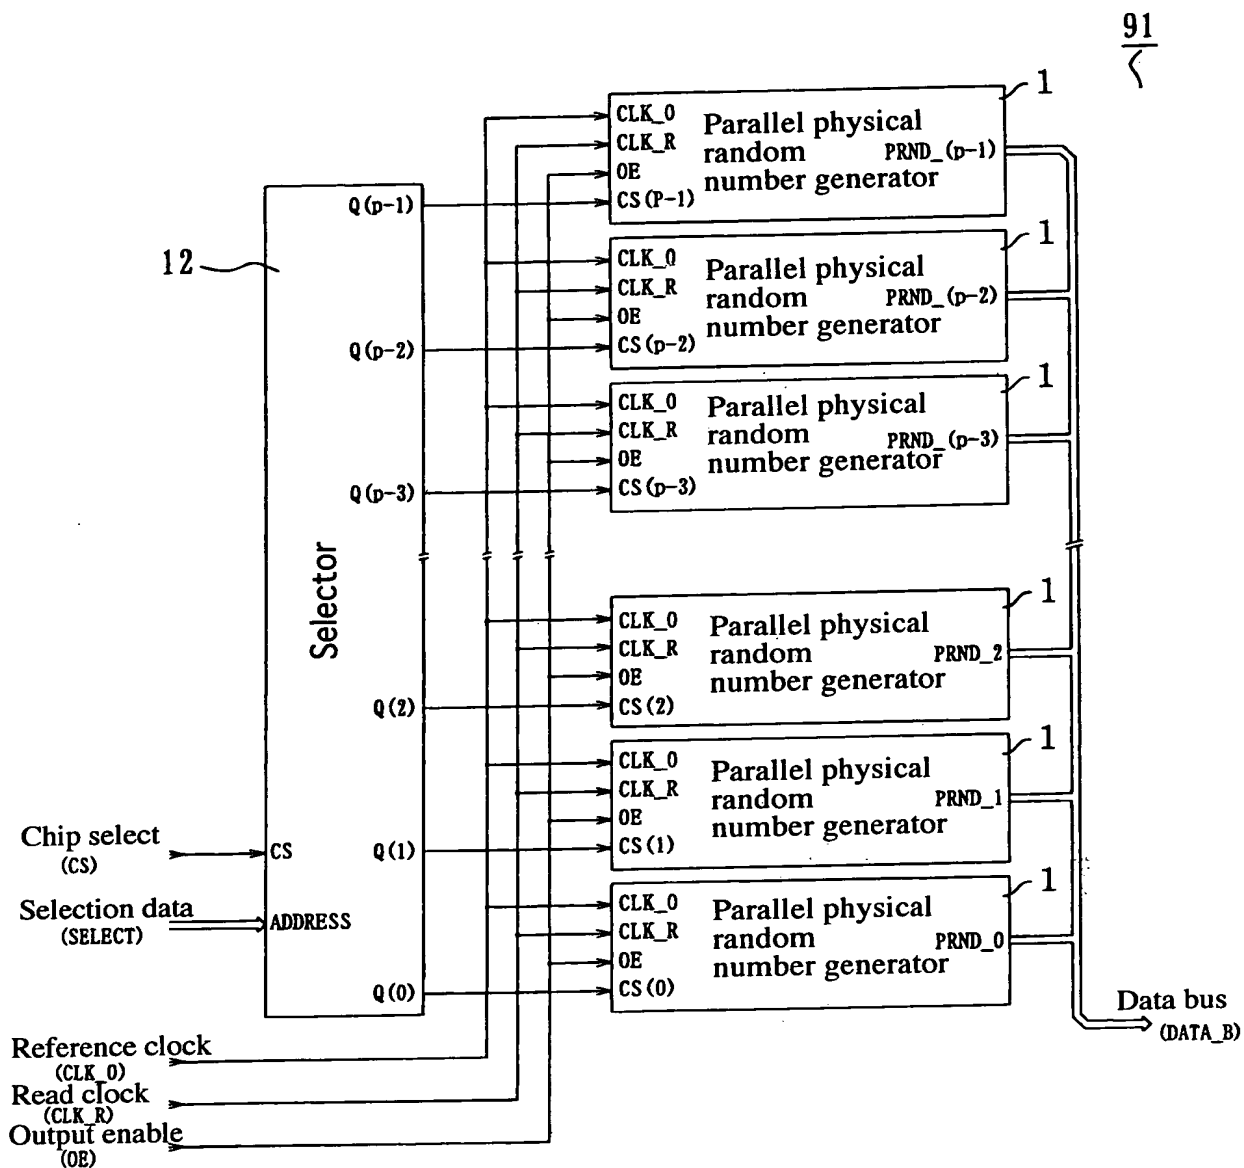 91
1
CLK_0
CLK_R
OE
CS(P-1)
Parallel physical
random
number generator
PRND_(p-1)
1
CLK_0
CLK_R
OE
CS(p-2)
Parallel physical
random
number generator
PRND_(p-2)
1
CLK_0
CLK_R
OE
CS(p-3)
Parallel physical
random
number generator
PRND_(p-3)
1
CLK_0
CLK_R
OE
CS(2)
Parallel physical
random
number generator
PRND_2
1
CLK_0
CLK_R
OE
CS(1)
Parallel physical
random
number generator
PRND_1
1
CLK_0
CLK_R
OE
CS(0)
Parallel physical
random
number generator
PRND_0
12
Selector
Q(p-1)
Q(p-2)
Q(p-3)
Q(2)
Q(1)
Q(0)
CS
ADDRESS
Chip select
(CS)
Selection data
(SELECT)
Reference clock
(CLK_0)
Read clock
(CLK_R)
Output enable
(OE)
Data bus
(DATA_B)